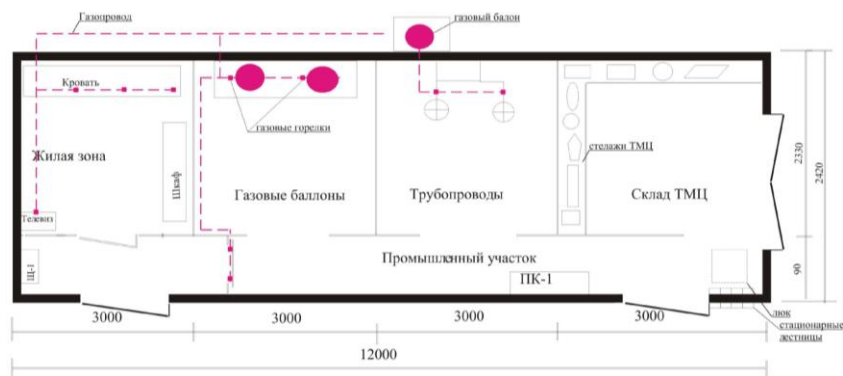 Газопровод
газовый балон
Кровать
газовые горелки
стелажи ТМЦ
Жилая зона
Шкаф
Газовые баллоны
Трубопроводы
Склад ТМЦ
2330
2420
Телевиз
Промышленный участок
Щ-1
ПК-1
90
люк
стационарные
лестницы
3000
3000
3000
3000
12000